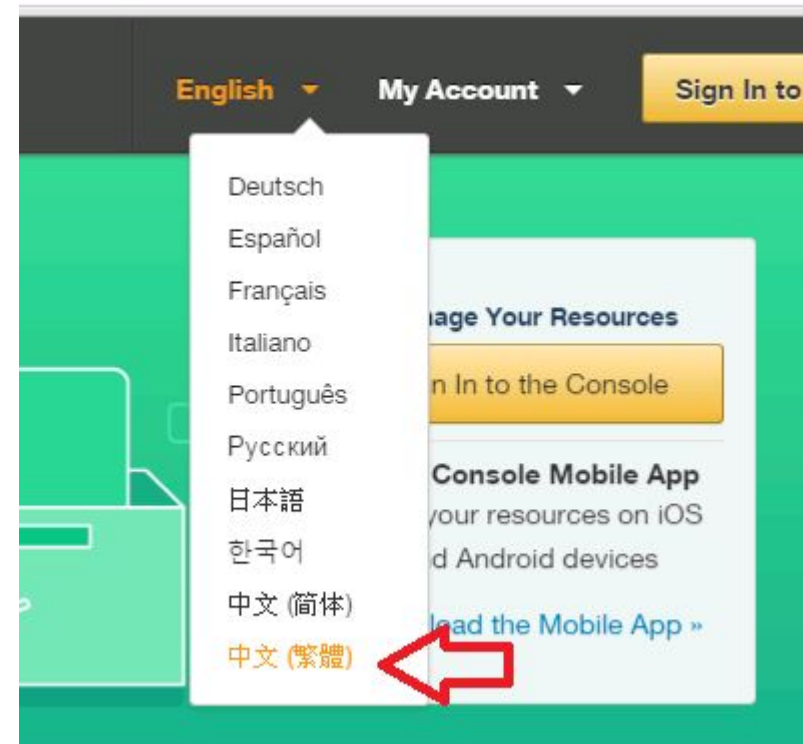 English
My Account
Sign In to
Deutsch
Español
Français
Italiano
Português
Русский
日本語
한국어
中文 (简体)
中文 (繁體)
age Your Resources
n In to the Console
Console Mobile App
your resources on iOS
d Android devices
load the Mobile App »